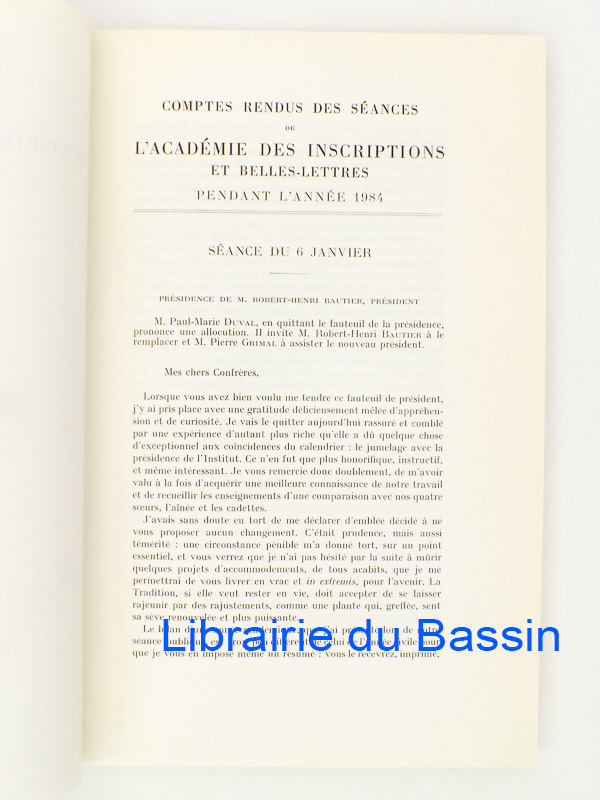 COMPTES RENDUS DES SÉANCES
DE
L'ACADÉMIE DES INSCRIPTIONS
ET BELLES-LETTRES
PENDANT L'ANNÉE 1984
SÉANCE DU 6 JANVIER
PRÉSIDENCE DE M. ROBERT-HENRI BAUTIER, PRÉSIDENT
M. Paul-Marie DUVAL, en quittant le fauteuil de la présidence,
prononce une allocution. Il invite M. Robert-Henri BAUTIER à le
remplacer et M. Pierre GRIMAL à assister le nouveau président.
Mes chers Confrères,
Lorsque vous avez bien voulu me tendre ce fauteuil de président,
j'y ai pris place avec une gratitude délicieusement mêlée d'appréhen-
sion et de curiosité. Je vais le quitter aujourd'hui rassuré et comblé
par une expérience d'autant plus riche qu'elle a dû quelque chose
d'exceptionnel aux coïncidences du calendrier : le jumelage avec la
présidence de l'Institut. Ce n'en fut que plus honorifique, instructif,
et même intéressant. Je vous remercie donc doublement, de m'avoir
valu à la fois d'acquérir une meilleure connaissance de notre travail
et de recueillir les enseignements d'une comparaison avec nos quatre
sœurs, l'aînée et les cadettes.
J'avais sans doute eu tort de me déclarer d'emblée décidé à ne
vous proposer aucun changement. C'était prudence, mais aussi
témérité : une circonstance pénible m'a donné tort, sur un point
essentiel, et vous verrez que je n'ai pas hésité par la suite à mûrir
quelques projets d'accommodements, de tous acabits, que je me
permettrai de vous livrer en vrac et in extremis, pour l'avenir. La
Tradition, si elle veut rester en vie, doit accepter de se laisser
rajeunir par des rajustements, comme une plante qui, greffée, sent
sa sève renouvelée et plus puissante.
Le bilan
séance
que je vous en impose même un résumé : vous le recevrez, imprimé,
Librairie du Bassin